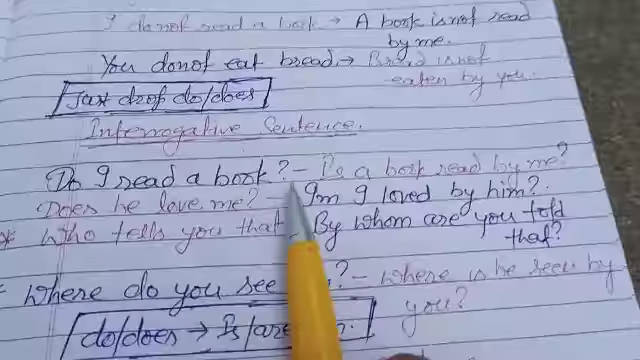 I do not read a book → A book is not read
by me.
You donot eat bread → Bread is not
eaten by you.
Just drop do/does
Interrogative Sentence.
Do I read a book? – Is a book read by me?
Does he love me? – Im I loved by him?
* Who tells you that – By whom are you told
that?
Where do you see ? – where is he seen by
you?
do/does → Is/are